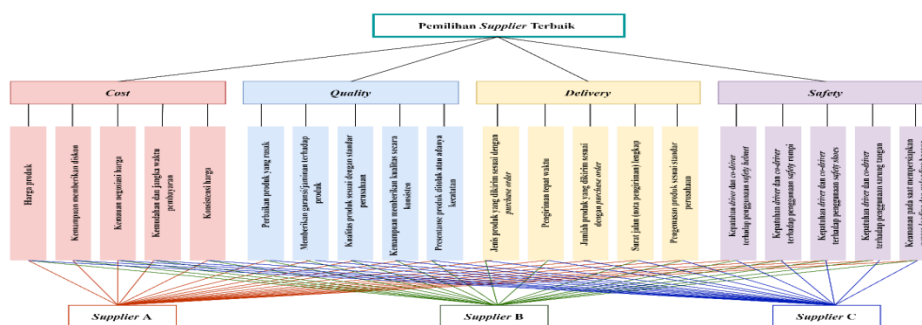 Pemilihan Supplier Terbaik
Cost
Quality
Delivery
Safety
Harga produk
Kemampuan memberikan diskon
Kemauan negosiasi harga
Kemudahan dan jangka waktu
pembayaran
Konsistensi harga
Perbaikan produk yang rusak
Memberikan garansi/jaminan terhadap
produk
Kualitas produk sesuai dengan standar
perusahaan
Kemampuan memberikan kualitas secara
konsisten
Presentase produk ditolak atau adanya
kecacatan
Jenis produk yang dikirim sesuai dengan
purchase order
Pengiriman tepat waktu
Jumlah produk yang dikirim sesuai
dengan purchase order
Surat jalan (nota pengiriman) lengkap
Pengemasan produk sesuai standar
perusahaan
Kepatuhan driver dan co-driver
terhadap penggunaan safety helmet
Kepatuhan driver dan co-driver
terhadap penggunaan rompi
Kepatuhan driver dan co-driver
terhadap penggunaan safety shoes
Kepatuhan driver dan co-driver
terhadap penggunaan sarung tangan
Keamanan pada saat mempersiapkan
Supplier A
Supplier B
Supplier C